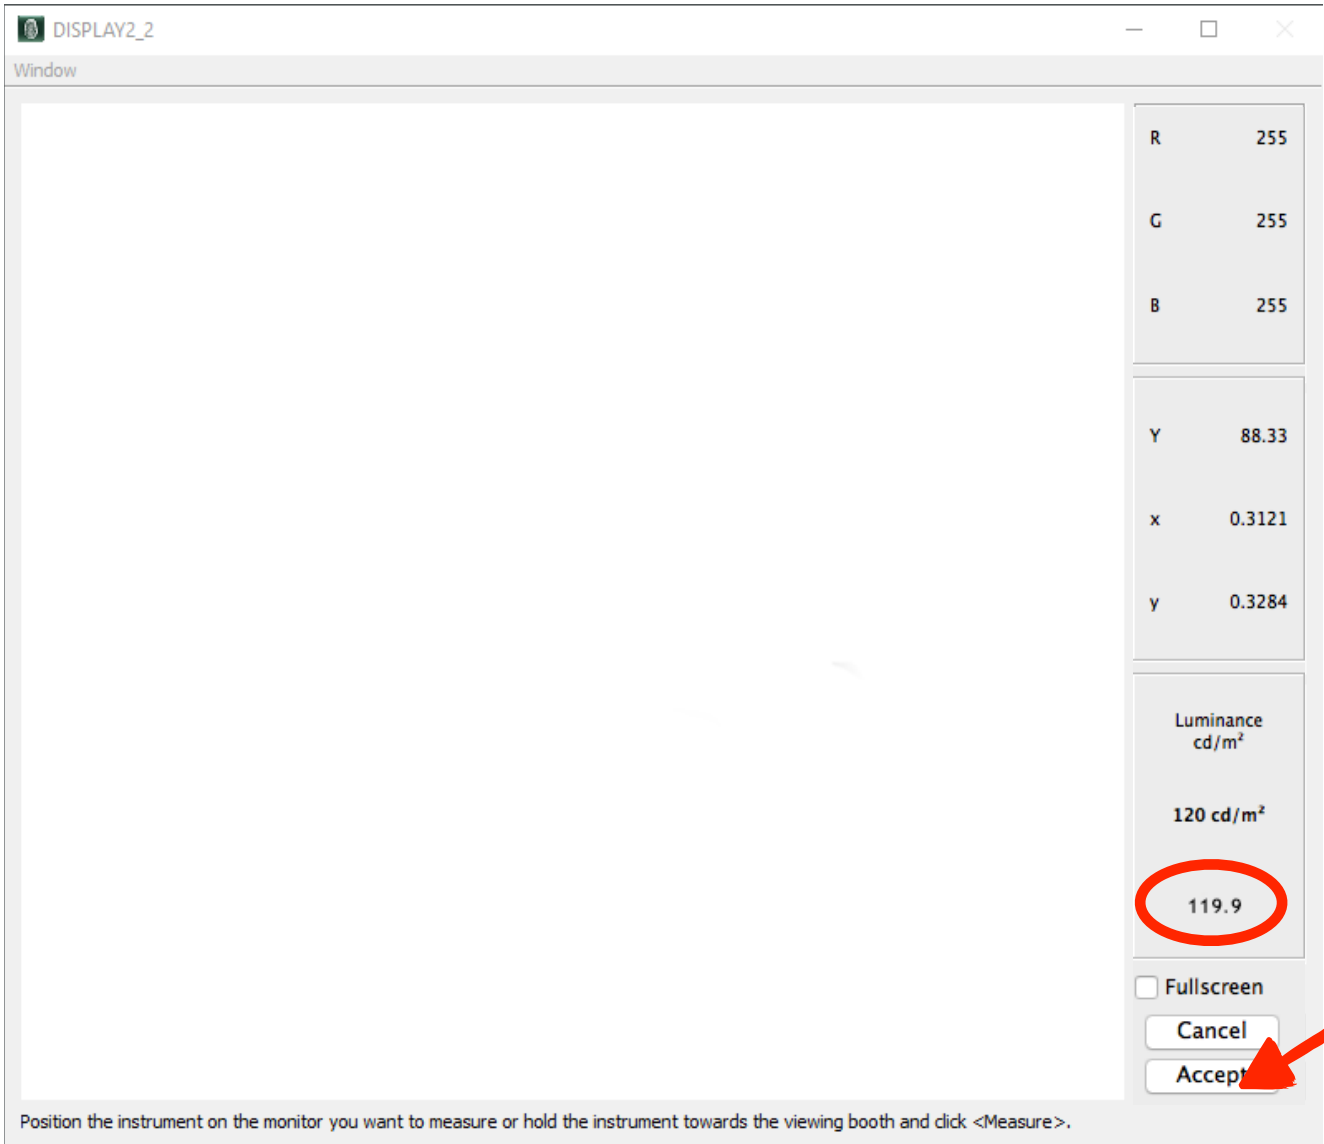 DISPLAY2_2
Window
R 255
G 255
B 255
Y 88.33
x 0.3121
y 0.3284
Luminance
cd/m²
120 cd/m²
119.9
Fullscreen
Cancel
Accept
Position the instrument on the monitor you want to measure or hold the instrument towards the viewing booth and click <Measure>.